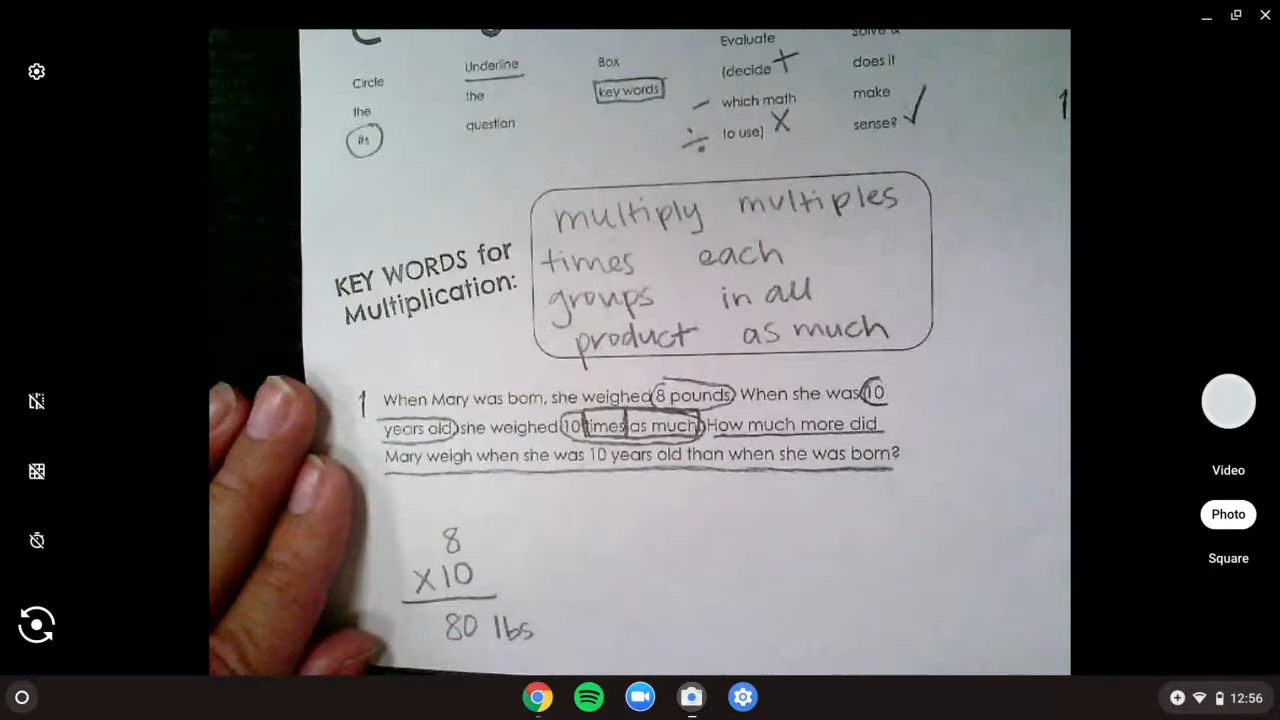 Circle
the
#s
Underline
the
question
Box
key words
Evaluate
(decide +
- which math
÷ to use) X
solve &
does it
make
sense? ✓
KEY WORDS for
Multiplication:
multiply multiples
times each
groups in all
product as much
1 When Mary was born, she weighed 8 pounds. When she was 10
years old, she weighed 10 times as much. How much more did
Mary weigh when she was 10 years old than when she was born?
8
X10
80 lbs
Video
Photo
Square
12:56